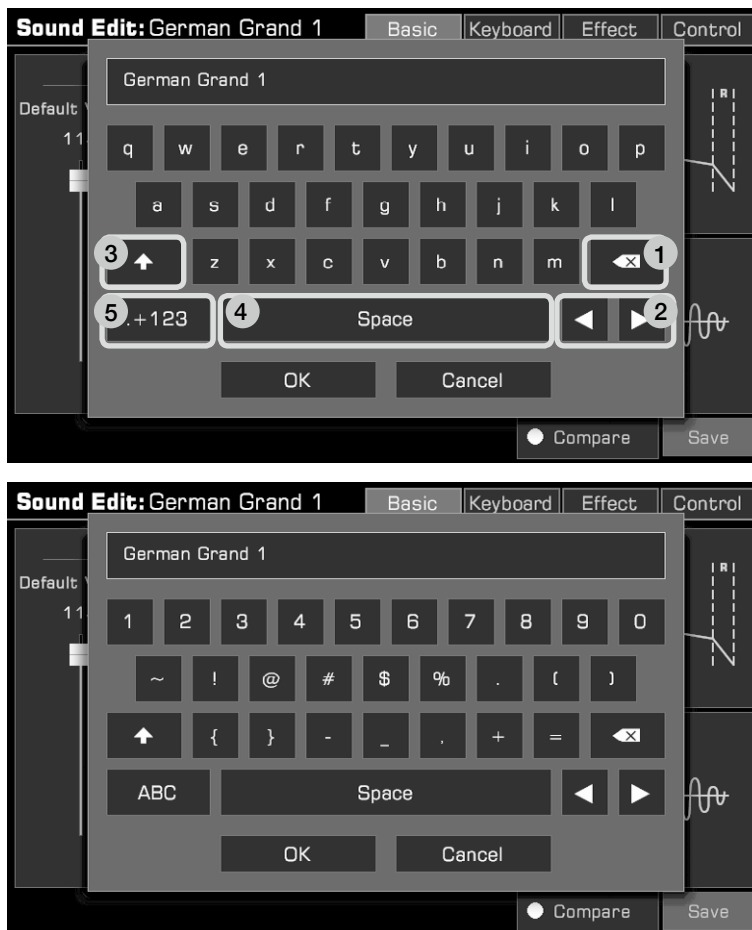 Sound Edit: German Grand 1 Basic Keyboard Effect Control
German Grand 1
R
Default
11
q w e r t y u i o p
a s d f g h j k l
3 z x c v b n m 1
5 .+123 4 Space 2
OK Cancel
Compare Save
Sound Edit: German Grand 1 Basic Keyboard Effect Control
German Grand 1
R
Default
11
1 2 3 4 5 6 7 8 9 0
~ ! @ # $ % . ( )
{ } - _ , + =
ABC Space
OK Cancel
Compare Save